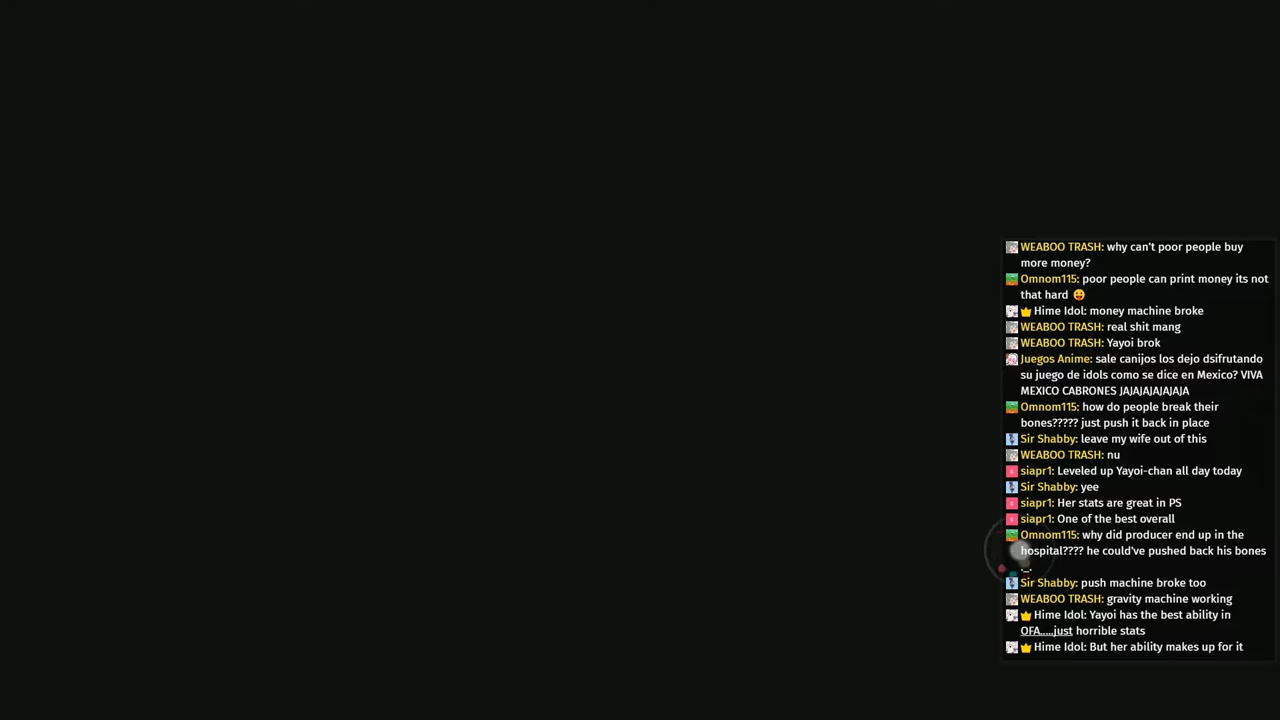 WEABOO TRASH: why can't poor people buy
more money?
Omnom115: poor people can print money its not
that hard 😛
Hime Idol: money machine broke
WEABOO TRASH: real shit mang
WEABOO TRASH: Yayoi brok
Juegos Anime: sale canijos los dejo dsifrutando
su juego de idols como se dice en Mexico? VIVA
MEXICO CABRONES JAJAJAJAJAJA
Omnom115: how do people break their
bones????? just push it back in place
Sir Shabby: leave my wife out of this
WEABOO TRASH: nu
siapr1: Leveled up Yayoi-chan all day today
Sir Shabby: yee
siapr1: Her stats are great in PS
siapr1: One of the best overall
Omnom115: why did producer end up in the
hospital???? he could've pushed back his bones
._.
Sir Shabby: push machine broke too
WEABOO TRASH: gravity machine working
Hime Idol: Yayoi has the best ability in
OFA.....just horrible stats
Hime Idol: But her ability makes up for it